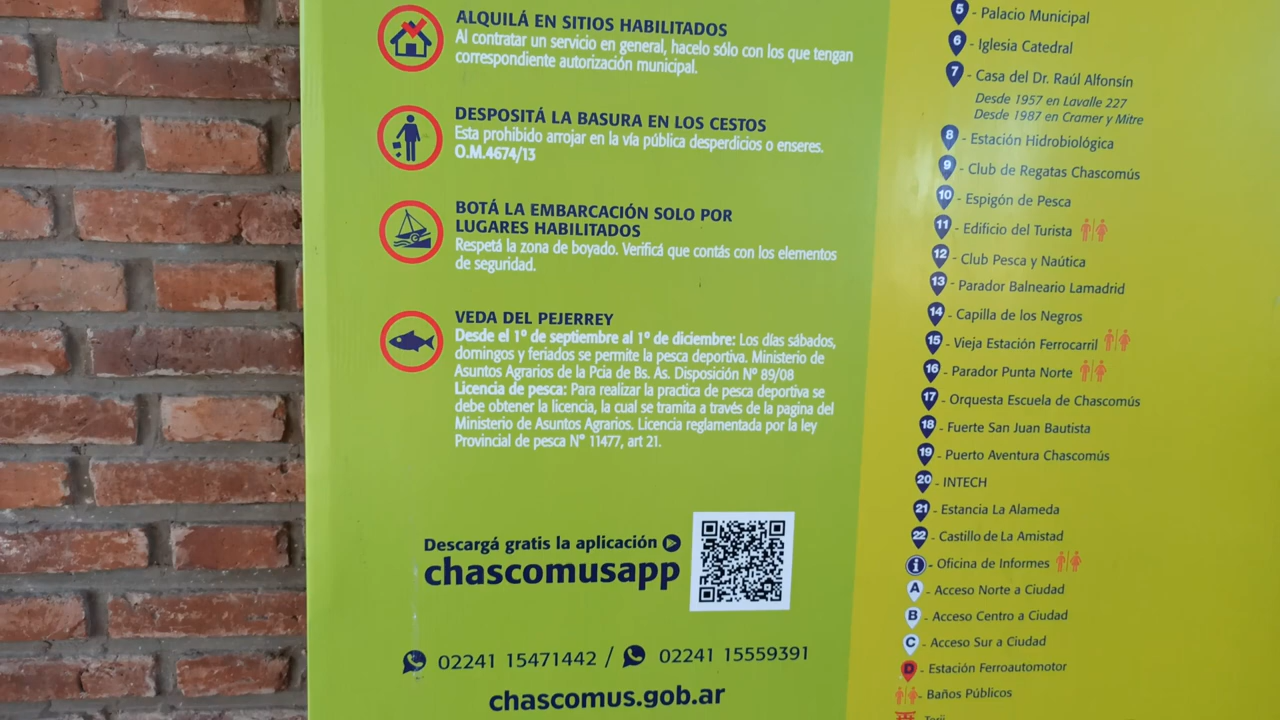 ALQUILÁ EN SITIOS HABILITADOS
Al contratar un servicio en general, hacelo sólo con los que tengan
correspondiente autorización municipal.
DESPOSITÁ LA BASURA EN LOS CESTOS
Esta prohibido arrojar en la vía pública desperdicios o enseres.
O.M.4674/13
BOTÁ LA EMBARCACIÓN SOLO POR
LUGARES HABILITADOS
Respetá la zona de boyado. Verificá que contás con los elementos
de seguridad.
VEDA DEL PEJERREY
Desde el 1º de septiembre al 1º de diciembre: Los días sábados,
domingos y feriados se permite la pesca deportiva. Ministerio de
Asuntos Agrarios de la Pcia de Bs. As. Disposición Nº 89/08
Licencia de pesca: Para realizar la practica de pesca deportiva se
debe obtener la licencia, la cual se tramita a través de la pagina del
Ministerio de Asuntos Agrarios. Licencia reglamentada por la ley
Provincial de pesca Nº 11477, art 21.
Descargá gratis la aplicación
chascomusapp
02241 15471442 / 02241 15559391
chascomus.gob.ar
5 - Palacio Municipal
6 - Iglesia Catedral
7 - Casa del Dr. Raúl Alfonsín
Desde 1957 en Lavalle 227
Desde 1987 en Cramer y Mitre
8 - Estación Hidrobiológica
9 - Club de Regatas Chascomús
10 - Espigón de Pesca
11 - Edificio del Turista
12 - Club Pesca y Naútica
13 - Parador Balneario Lamadrid
14 - Capilla de los Negros
15 - Vieja Estación Ferrocarril
16 - Parador Punta Norte
17 - Orquesta Escuela de Chascomús
18 - Fuerte San Juan Bautista
19 - Puerto Aventura Chascomús
20 - INTECH
21 - Estancia La Alameda
22 - Castillo de La Amistad
i - Oficina de Informes
A - Acceso Norte a Ciudad
B - Acceso Centro a Ciudad
C - Acceso Sur a Ciudad
D - Estación Ferroautomotor
- Baños Públicos